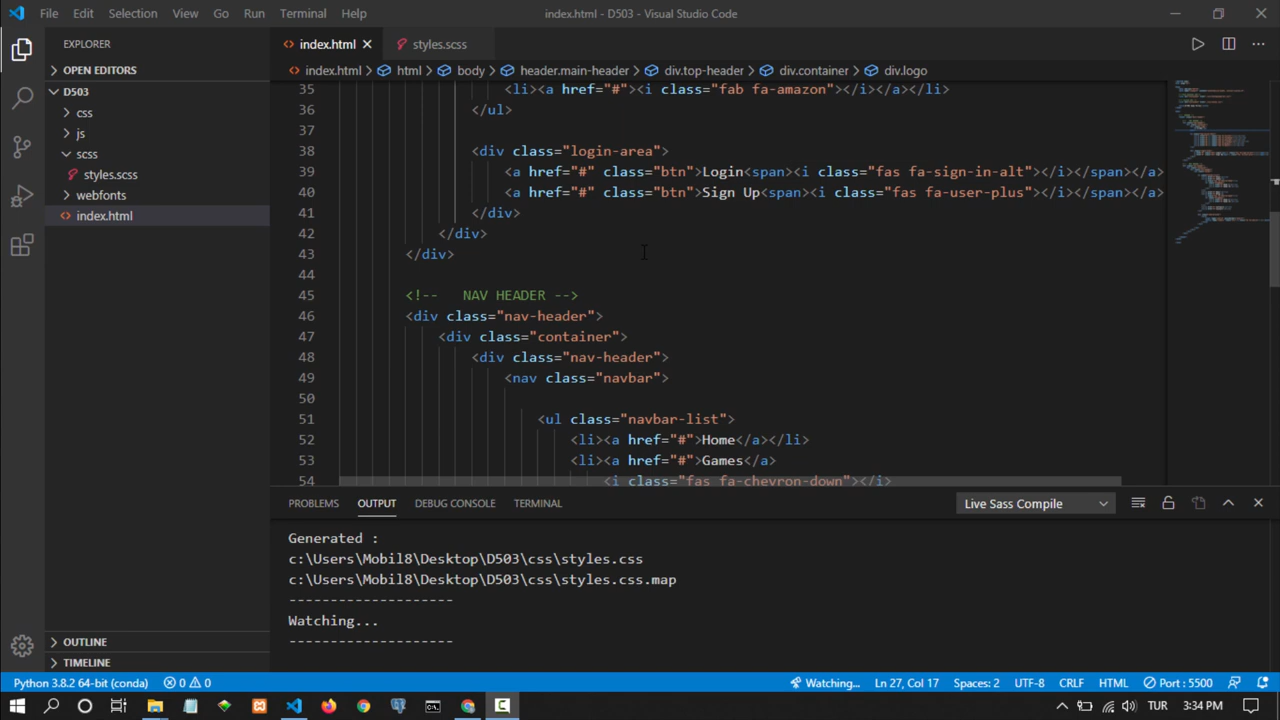 File Edit Selection View Go Run Terminal Help index.html - D503 - Visual Studio Code
EXPLORER
OPEN EDITORS
D503
css
js
scss
styles.scss
webfonts
index.html
OUTLINE
TIMELINE
index.html styles.scss
index.html html body header.main-header div.top-header div.container div.logo
35 <li><a href="#"><i class="fab fa-amazon"></i></a></li>
36 </ul>
37
38 <div class="login-area">
39 <a href="#" class="btn">Login<span><i class="fas fa-sign-in-alt"></i></span></a>
40 <a href="#" class="btn">Sign Up<span><i class="fas fa-user-plus"></i></span></a>
41 </div>
42 </div>
43 </div>
44
45 <!-- NAV HEADER -->
46 <div class="nav-header">
47 <div class="container">
48 <div class="nav-header">
49 <nav class="navbar">
50
51 <ul class="navbar-list">
52 <li><a href="#">Home</a></li>
53 <li><a href="#">Games</a>
54 <i class="fas fa-chevron-down"></i>
PROBLEMS OUTPUT DEBUG CONSOLE TERMINAL Live Sass Compile
Generated :
c:\Users\Mobil8\Desktop\D503\css\styles.css
c:\Users\Mobil8\Desktop\D503\css\styles.css.map
--------------------
Watching...
--------------------
Python 3.8.2 64-bit (conda) 0 0 Watching... Ln 27, Col 17 Spaces: 2 UTF-8 CRLF HTML Port : 5500
TUR 3:34 PM